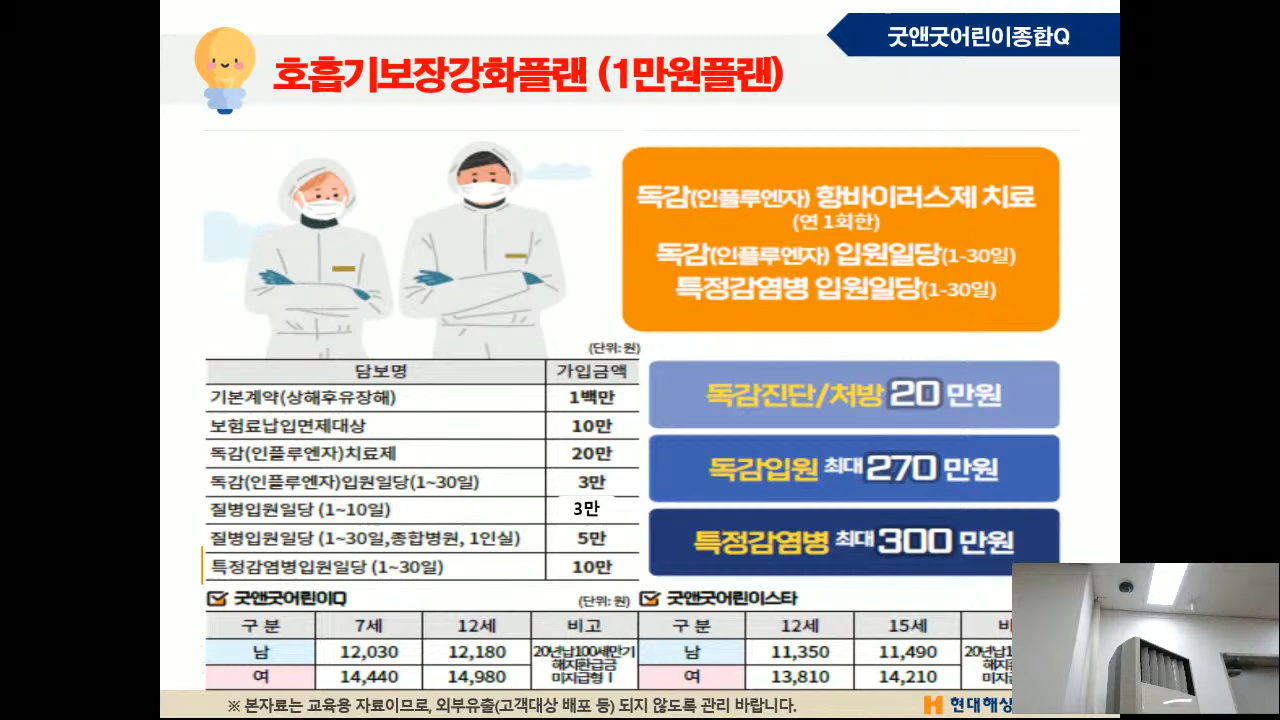 굿앤굿어린이종합Q
호흡기보장강화플랜 (1만원플랜)
독감(인플루엔자) 항바이러스제 치료
(연 1회한)
독감(인플루엔자) 입원일당(1-30일)
특정감염병 입원일당(1-30일)
(단위: 원)
담보명 가입금액
기본계약(상해후유장해) 1백만
보험료납입면제대상 10만
독감(인플루엔자)치료제 20만
독감(인플루엔자)입원일당(1~30일) 3만
질병입원일당 (1~10일) 3만
질병입원일당 (1~30일,종합병원, 1인실) 5만
특정감염병입원일당 (1~30일) 10만
독감진단/처방 20 만원
독감입원 최대 270 만원
특정감염병 최대 300 만원
굿앤굿어린이Q (단위: 원)
구 분 7세 12세 비고
남 12,030 12,180 20년납100세만기
해지환급금
여 14,440 14,980 미지급형 I
굿앤굿어린이스타
구 분 12세 15세 비
남 11,350 11,490 20년납1
해지
여 13,810 14,210 미지급
※ 본자료는 교육용 자료이므로, 외부유출(고객대상 배포 등) 되지 않도록 관리 바랍니다.
현대해상